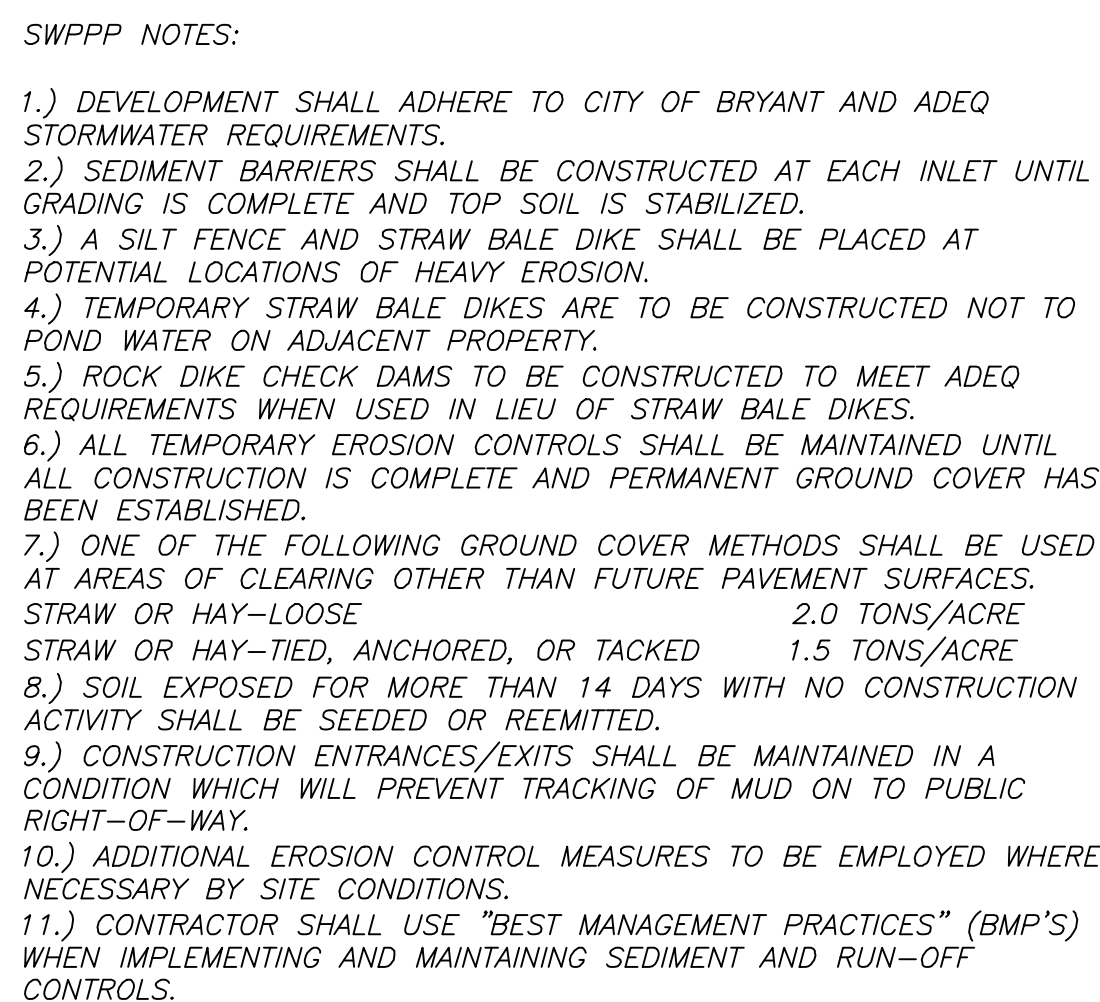 SWPPP NOTES:
1.) DEVELOPMENT SHALL ADHERE TO CITY OF BRYANT AND ADEQ
STORMWATER REQUIREMENTS.
2.) SEDIMENT BARRIERS SHALL BE CONSTRUCTED AT EACH INLET UNTIL
GRADING IS COMPLETE AND TOP SOIL IS STABILIZED.
3.) A SILT FENCE AND STRAW BALE DIKE SHALL BE PLACED AT
POTENTIAL LOCATIONS OF HEAVY EROSION.
4.) TEMPORARY STRAW BALE DIKES ARE TO BE CONSTRUCTED NOT TO
POND WATER ON ADJACENT PROPERTY.
5.) ROCK DIKE CHECK DAMS TO BE CONSTRUCTED TO MEET ADEQ
REQUIREMENTS WHEN USED IN LIEU OF STRAW BALE DIKES.
6.) ALL TEMPORARY EROSION CONTROLS SHALL BE MAINTAINED UNTIL
ALL CONSTRUCTION IS COMPLETE AND PERMANENT GROUND COVER HAS
BEEN ESTABLISHED.
7.) ONE OF THE FOLLOWING GROUND COVER METHODS SHALL BE USED
AT AREAS OF CLEARING OTHER THAN FUTURE PAVEMENT SURFACES.
STRAW OR HAY-LOOSE 2.0 TONS/ACRE
STRAW OR HAY-TIED, ANCHORED, OR TACKED 1.5 TONS/ACRE
8.) SOIL EXPOSED FOR MORE THAN 14 DAYS WITH NO CONSTRUCTION
ACTIVITY SHALL BE SEEDED OR REEMITTED.
9.) CONSTRUCTION ENTRANCES/EXITS SHALL BE MAINTAINED IN A
CONDITION WHICH WILL PREVENT TRACKING OF MUD ON TO PUBLIC
RIGHT-OF-WAY.
10.) ADDITIONAL EROSION CONTROL MEASURES TO BE EMPLOYED WHERE
NECESSARY BY SITE CONDITIONS.
11.) CONTRACTOR SHALL USE "BEST MANAGEMENT PRACTICES" (BMP'S)
WHEN IMPLEMENTING AND MAINTAINING SEDIMENT AND RUN-OFF
CONTROLS.